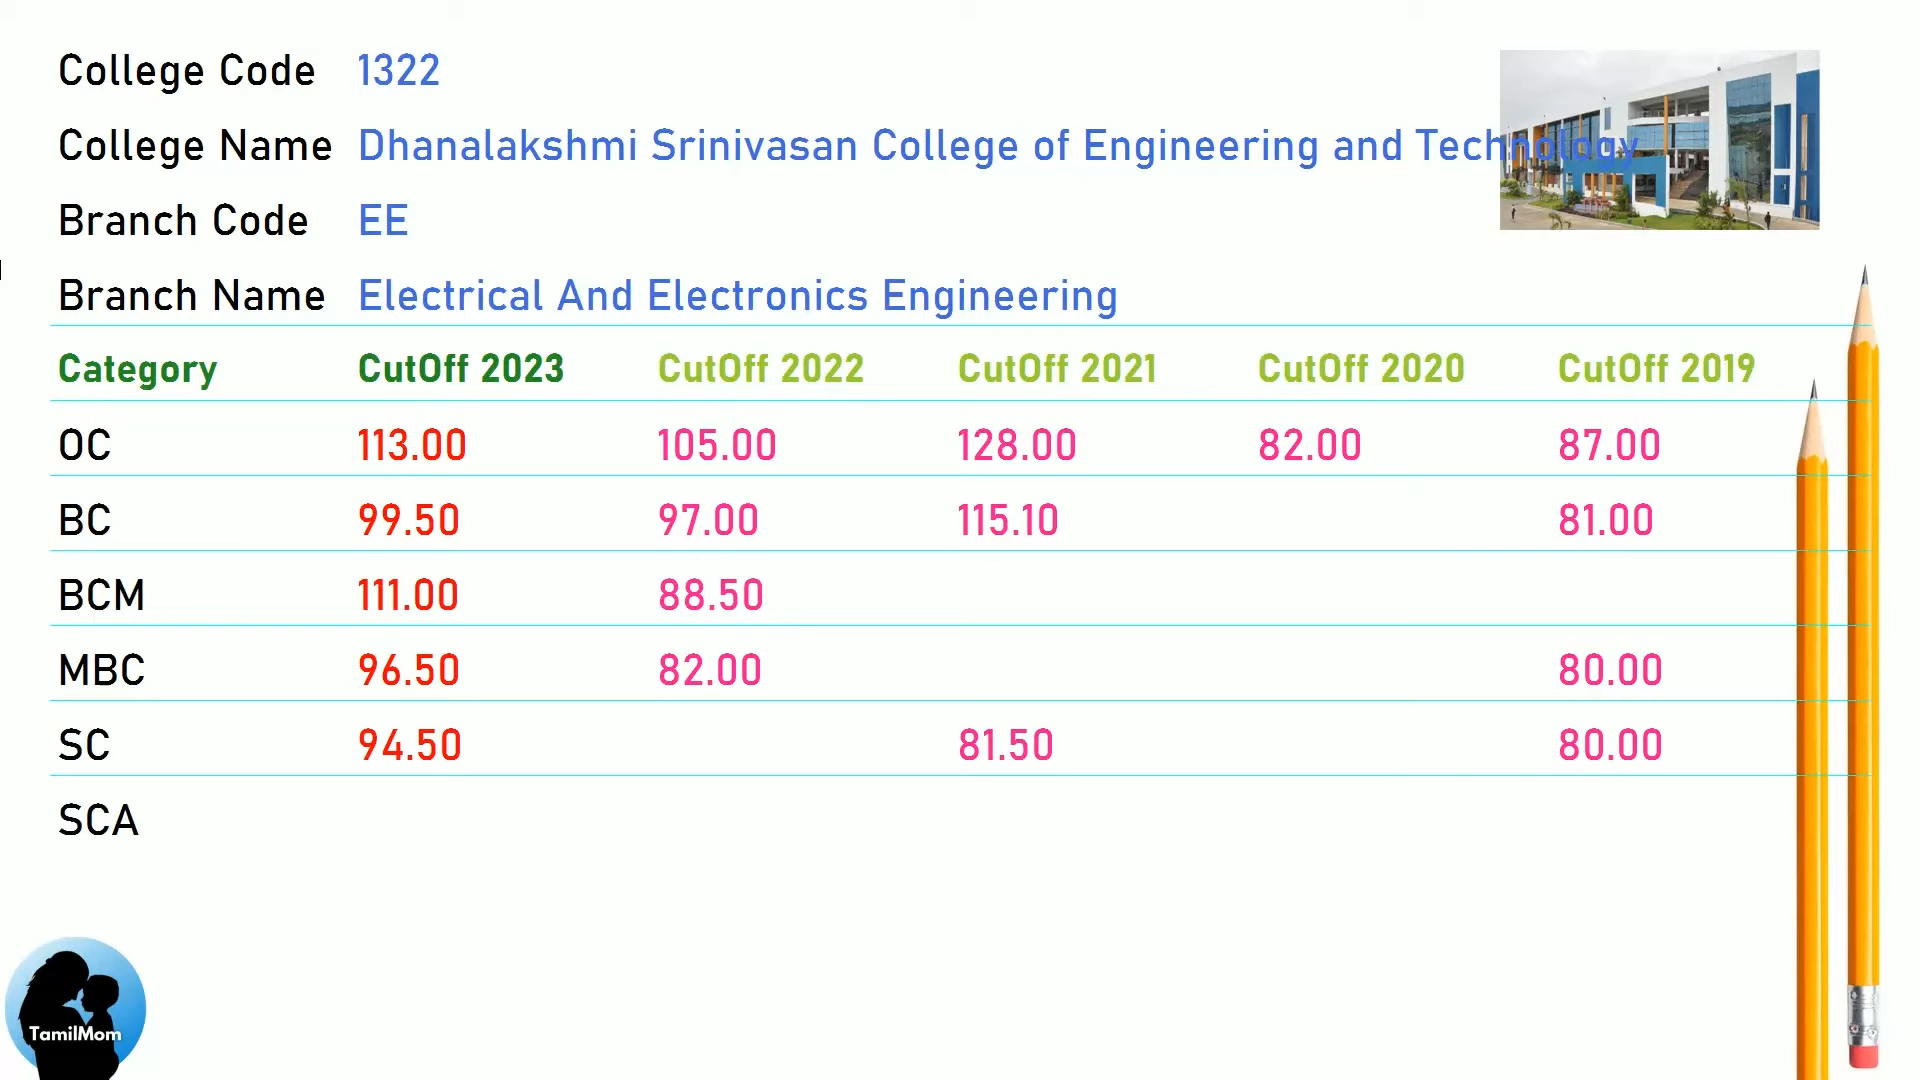 College Code 1322
College Name Dhanalakshmi Srinivasan College of Engineering and Technology
Branch Code EE
Branch Name Electrical And Electronics Engineering
Category CutOff 2023 CutOff 2022 CutOff 2021 CutOff 2020 CutOff 2019
OC 113.00 105.00 128.00 82.00 87.00
BC 99.50 97.00 115.10 81.00
BCM 111.00 88.50
MBC 96.50 82.00 80.00
SC 94.50 81.50 80.00
SCA
TamilMom